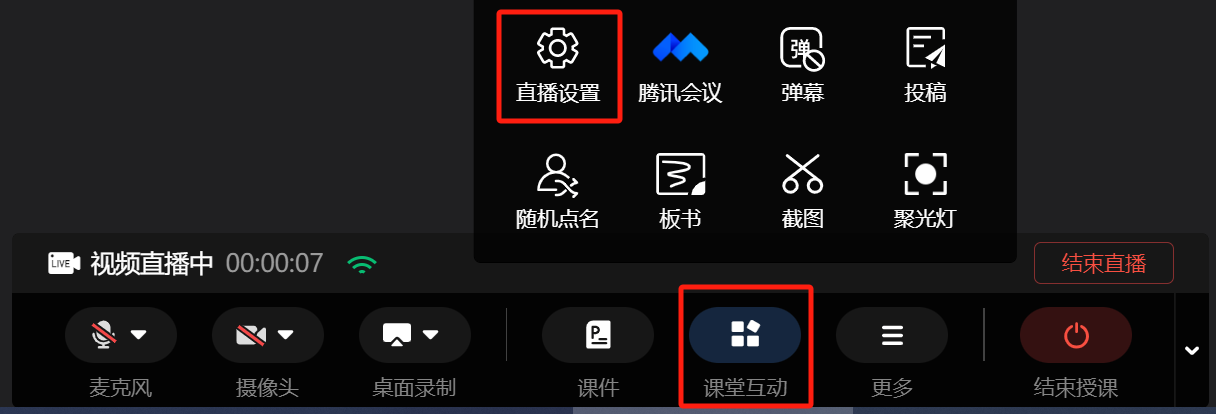 直播设置 腾讯会议 弹幕 投稿
随机点名 板书 截图 聚光灯
LIVE 视频直播中 00:00:07 结束直播
麦克风 摄像头 桌面录制 课件 课堂互动 更多 结束授课